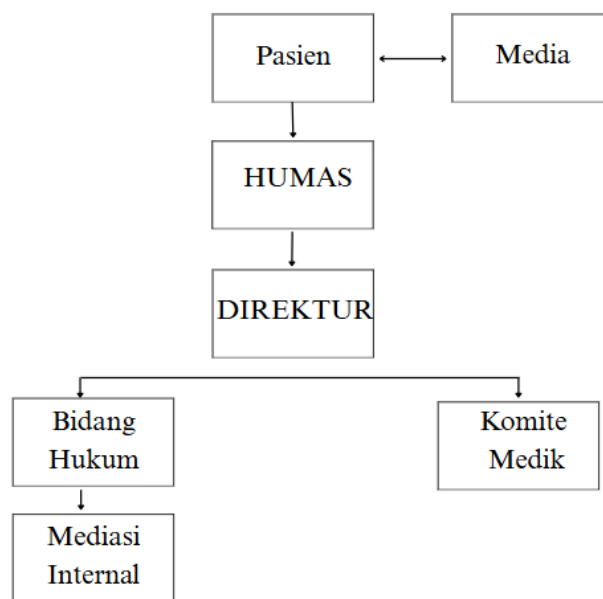 Pasien
Media
HUMAS
DIREKTUR
Bidang
Hukum
Komite
Medik
Mediasi
Internal